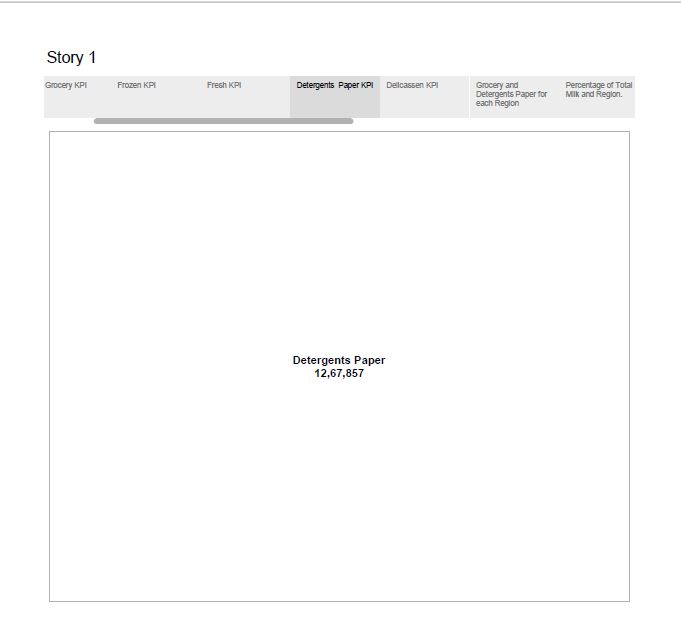 Story 1
Grocery KPI
Frozen KPI
Fresh KPI
Detergents Paper KPI
Delicassen KPI
Grocery and
Detergents Paper for
each Region
Percentage of Total
Milk and Region.
Detergents Paper
12,67,857